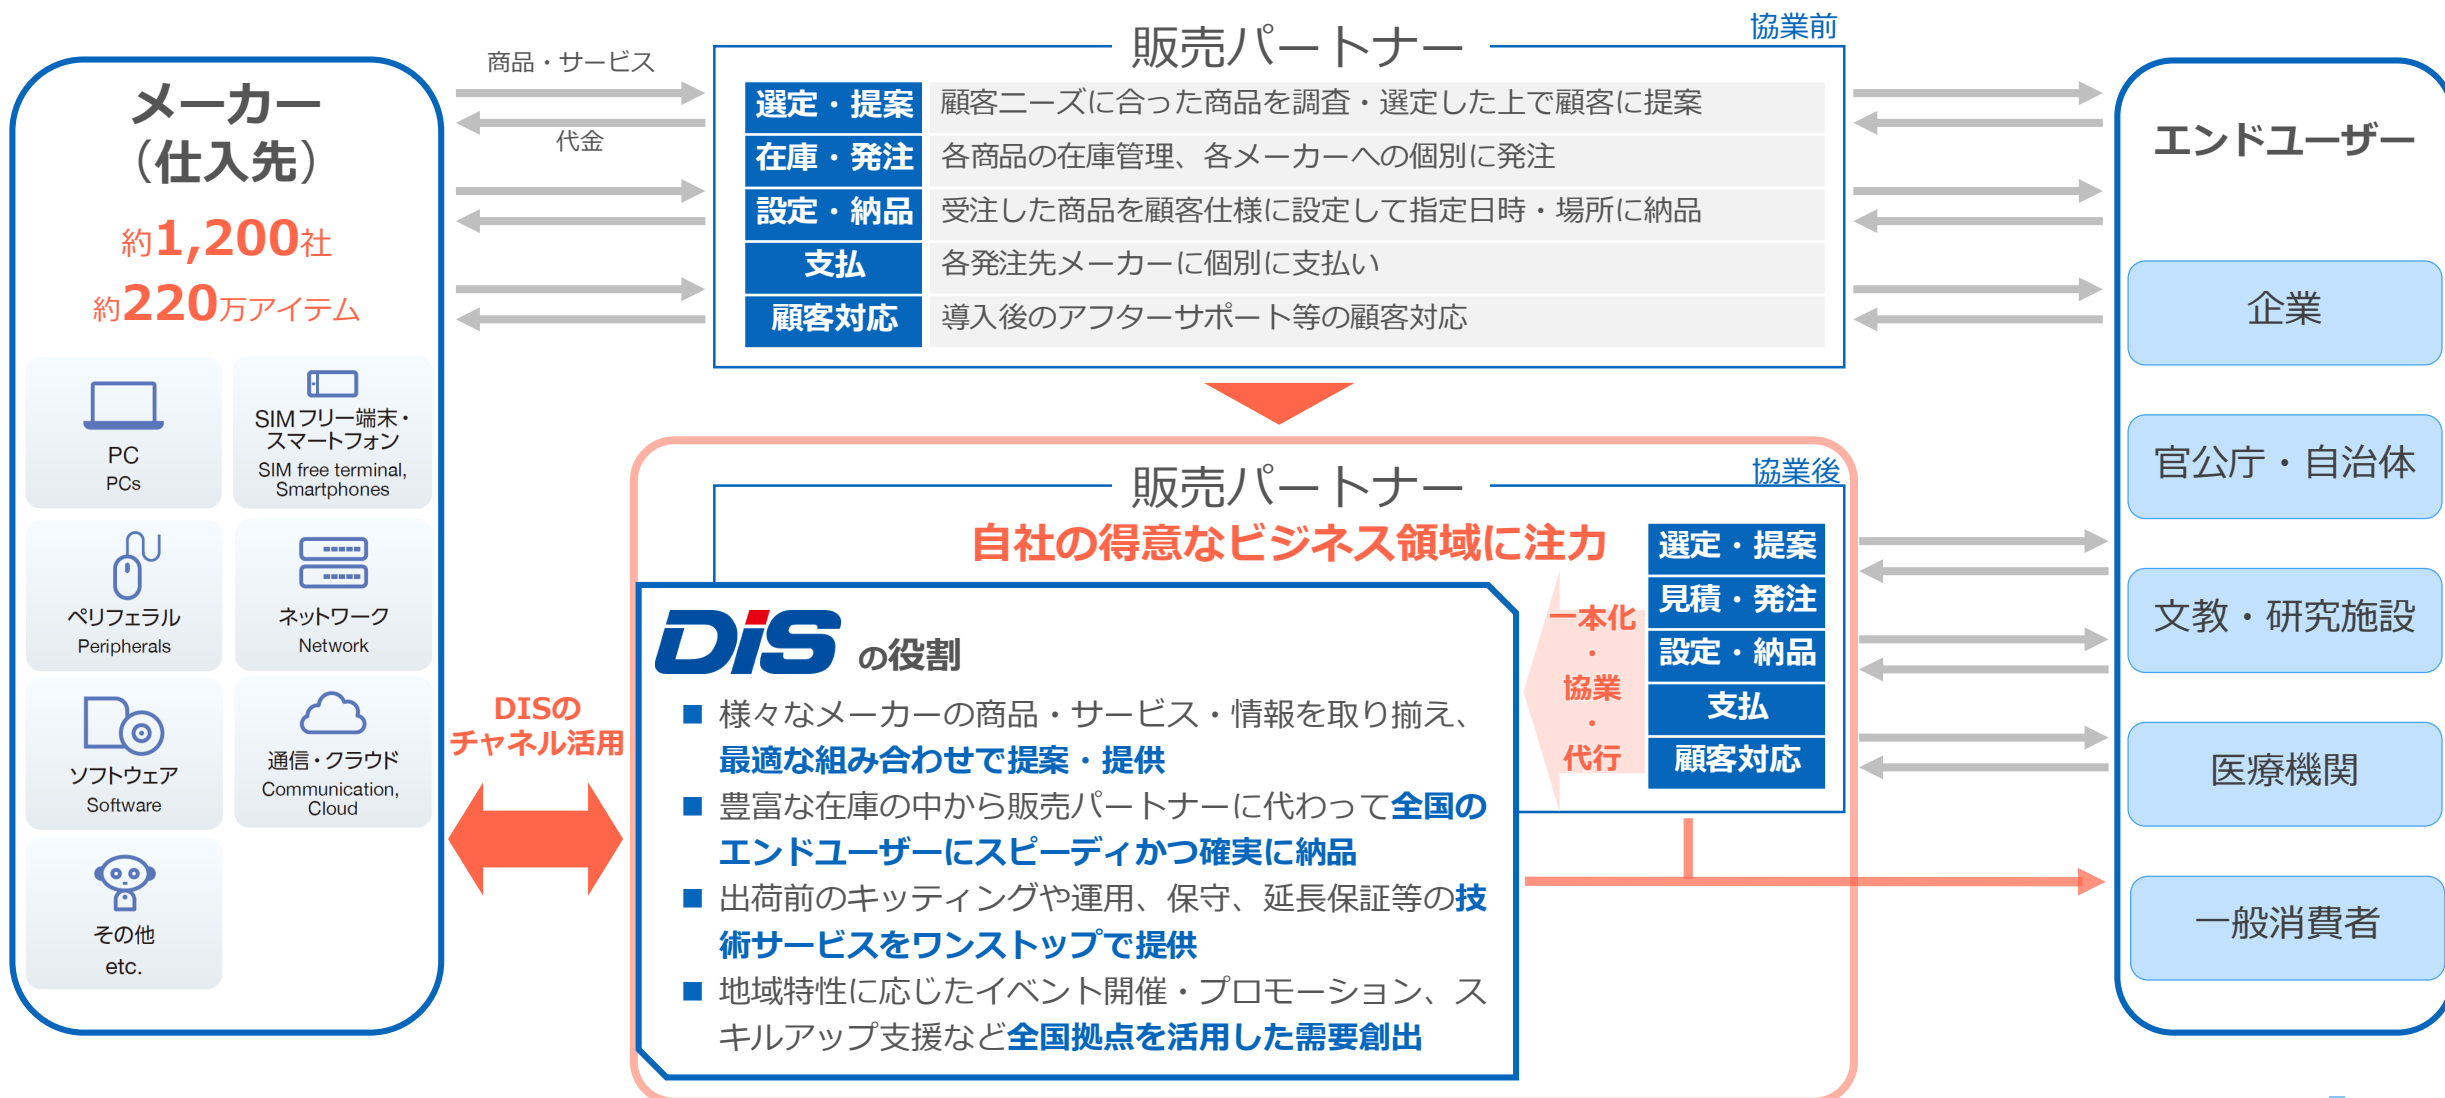 メーカー
（仕入先）
約1,200社
約220万アイテム
PC
PCs
SIMフリー端末・
スマートフォン
SIM free terminal,
Smartphones
ペリフェラル
Peripherals
ネットワーク
Network
ソフトウェア
Software
通信・クラウド
Communication,
Cloud
その他
etc.
商品・サービス
代金
DISの
チャネル活用
販売パートナー
協業前
選定・提案 顧客ニーズに合った商品を調査・選定した上で顧客に提案
在庫・発注 各商品の在庫管理、各メーカーへの個別に発注
設定・納品 受注した商品を顧客仕様に設定して指定日時・場所に納品
支払 各発注先メーカーに個別に支払い
顧客対応 導入後のアフターサポート等の顧客対応
販売パートナー
協業後
自社の得意なビジネス領域に注力
選定・提案
見積・発注
設定・納品
支払
顧客対応
一本化
・
協業
・
代行
DiS の役割
■ 様々なメーカーの商品・サービス・情報を取り揃え、
最適な組み合わせで提案・提供
■ 豊富な在庫の中から販売パートナーに代わって全国の
エンドユーザーにスピーディかつ確実に納品
■ 出荷前のキッティングや運用、保守、延長保証等の技
術サービスをワンストップで提供
■ 地域特性に応じたイベント開催・プロモーション、ス
キルアップ支援など全国拠点を活用した需要創出
エンドユーザー
企業
官公庁・自治体
文教・研究施設
医療機関
一般消費者